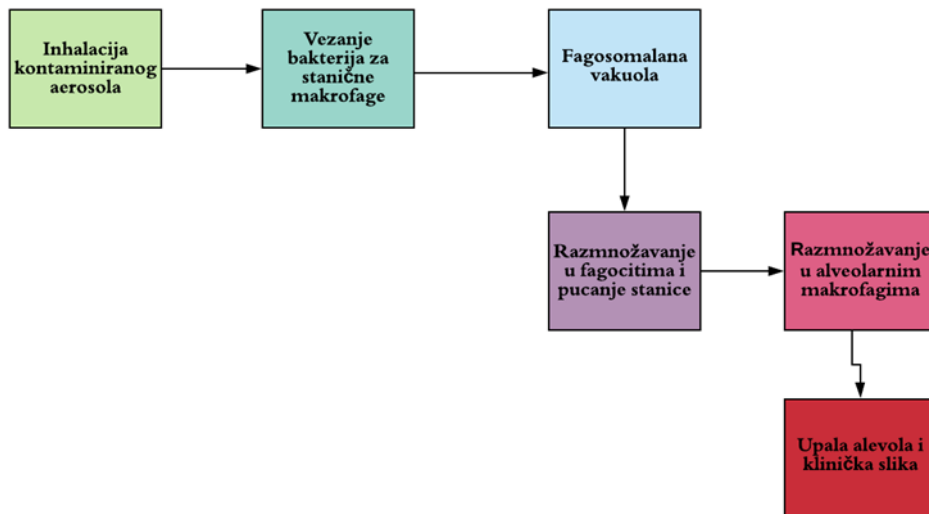 Inhalacija
kontaminiranog
aerosola
Vezanje
bakterija za
stanične
makrofage
Fagosomalana
vakuola
Razmnožavanje
u fagocitima i
pucanje stanice
Razmnožavanje
u alveolarnim
makrofagima
Upala alevola i
klinička slika